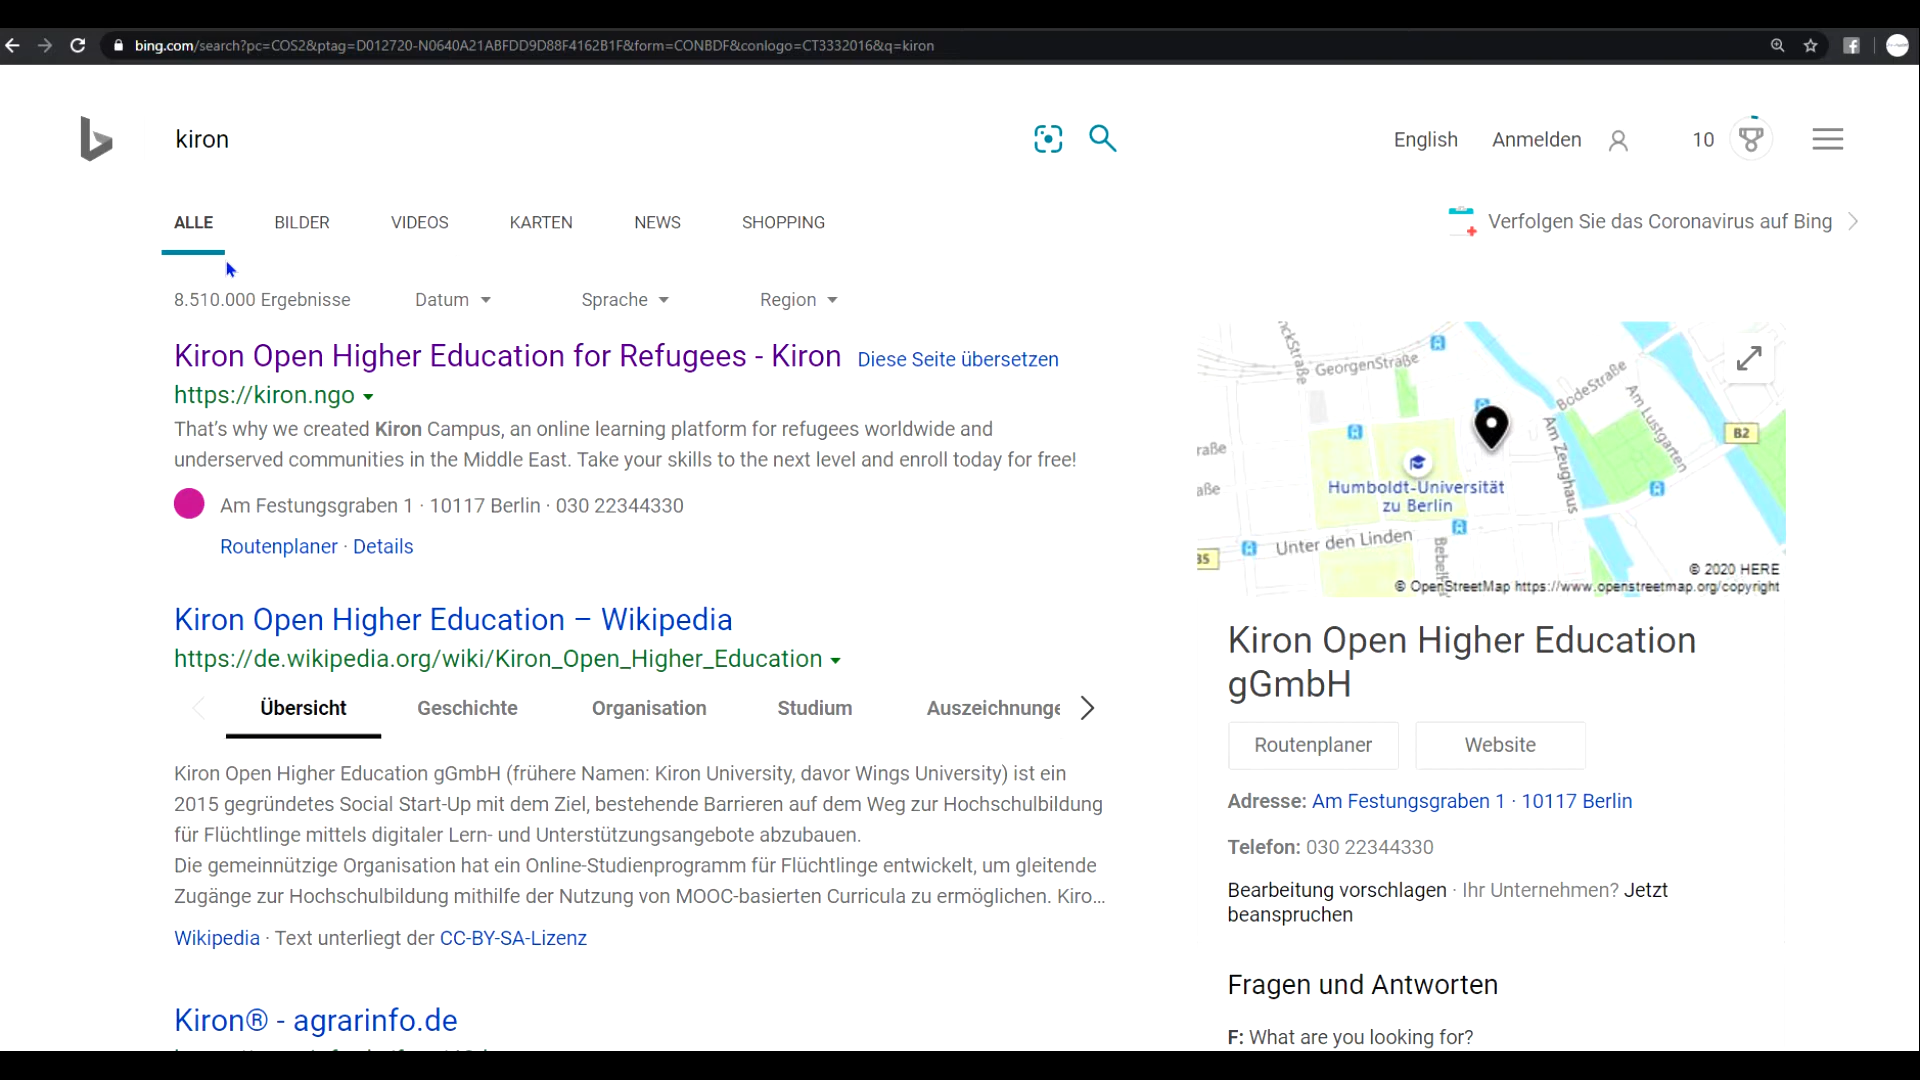 bing.com/search?pc=COS2&ptag=D012720-N0640A21ABFDD9D88F4162B1F&form=CONBDF&conlogo=CT3332016&q=kiron
kiron
English Anmelden 10
ALLE BILDER VIDEOS KARTEN NEWS SHOPPING
Verfolgen Sie das Coronavirus auf Bing
8.510.000 Ergebnisse Datum Sprache Region
Kiron Open Higher Education for Refugees - Kiron Diese Seite übersetzen
https://kiron.ngo
That's why we created Kiron Campus, an online learning platform for refugees worldwide and
underserved communities in the Middle East. Take your skills to the next level and enroll today for free!
Am Festungsgraben 1 · 10117 Berlin · 030 22344330
Routenplaner · Details
Kiron Open Higher Education – Wikipedia
https://de.wikipedia.org/wiki/Kiron_Open_Higher_Education
Übersicht Geschichte Organisation Studium Auszeichnunge
Kiron Open Higher Education gGmbH (frühere Namen: Kiron University, davor Wings University) ist ein
2015 gegründetes Social Start-Up mit dem Ziel, bestehende Barrieren auf dem Weg zur Hochschulbildung
für Flüchtlinge mittels digitaler Lern- und Unterstützungsangebote abzubauen.
Die gemeinnützige Organisation hat ein Online-Studienprogramm für Flüchtlinge entwickelt, um gleitende
Zugänge zur Hochschulbildung mithilfe der Nutzung von MOOC-basierten Curricula zu ermöglichen. Kiro…
Wikipedia · Text unterliegt der CC-BY-SA-Lizenz
Kiron® - agrarinfo.de
ckStraße
GeorgenStraße
BodeStraße
Am Lustgarten
B2
raße
Am Zeughaus
aße
Humboldt-Universität
zu Berlin
Unter den Linden
© 2020 HERE
© OpenStreetMap https://www.openstreetmap.org/copyright
Kiron Open Higher Education
gGmbH
Routenplaner Website
Adresse: Am Festungsgraben 1 · 10117 Berlin
Telefon: 030 22344330
Bearbeitung vorschlagen · Ihr Unternehmen? Jetzt
beanspruchen
Fragen und Antworten
F: What are you looking for?